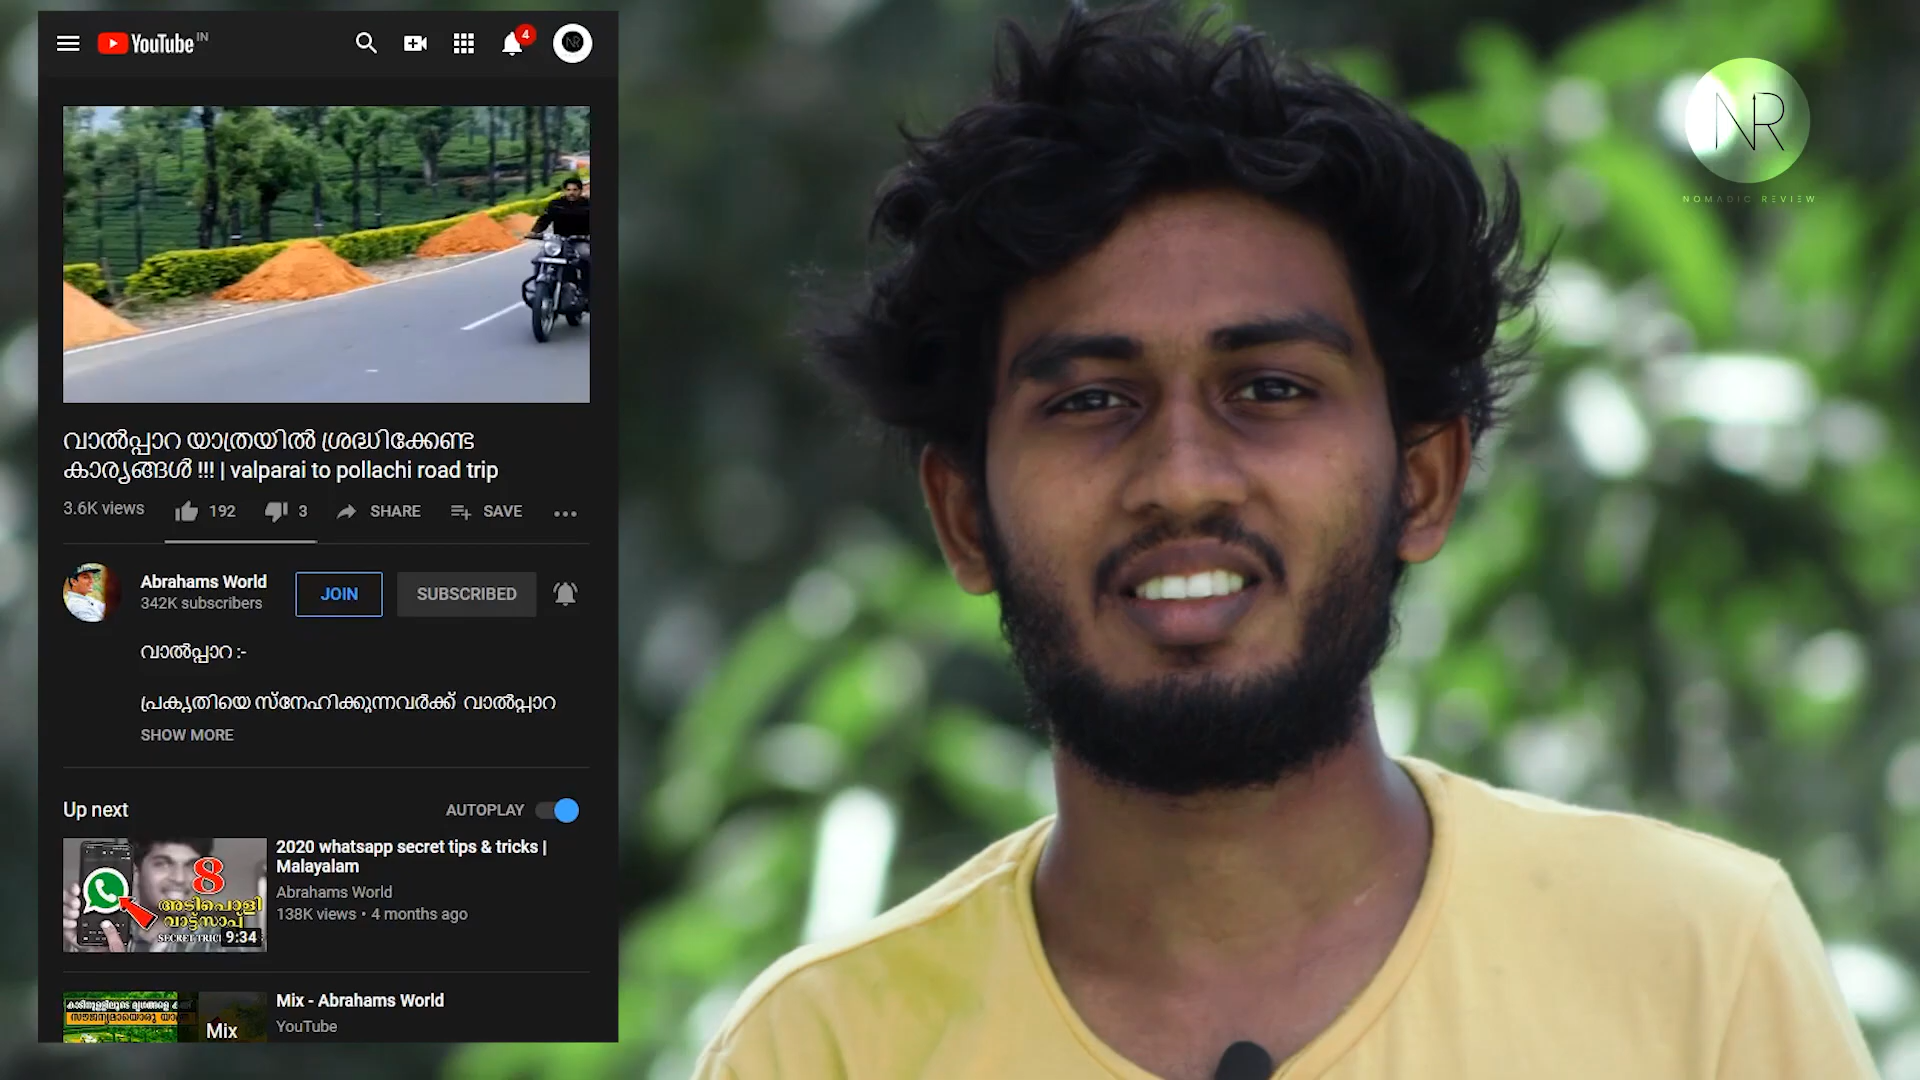 YouTube IN
4
NR
NOMADIC REVIEW
വാൽപ്പാറ യാത്രയിൽ ശ്രദ്ധിക്കേണ്ട
കാര്യങ്ങൾ !!! | valparai to pollachi road trip
3.6K views 192 3 SHARE SAVE
Abrahams World
342K subscribers
JOIN
SUBSCRIBED
വാൽപ്പാറ :-
പ്രകൃതിയെ സ്നേഹിക്കുന്നവർക്ക് വാൽപ്പാറ
SHOW MORE
Up next
AUTOPLAY
8
അടിപൊളി
വാട്ട്സാപ്പ്
SECRET TRIC
9:34
2020 whatsapp secret tips & tricks |
Malayalam
Abrahams World
138K views • 4 months ago
Mix
Mix - Abrahams World
YouTube